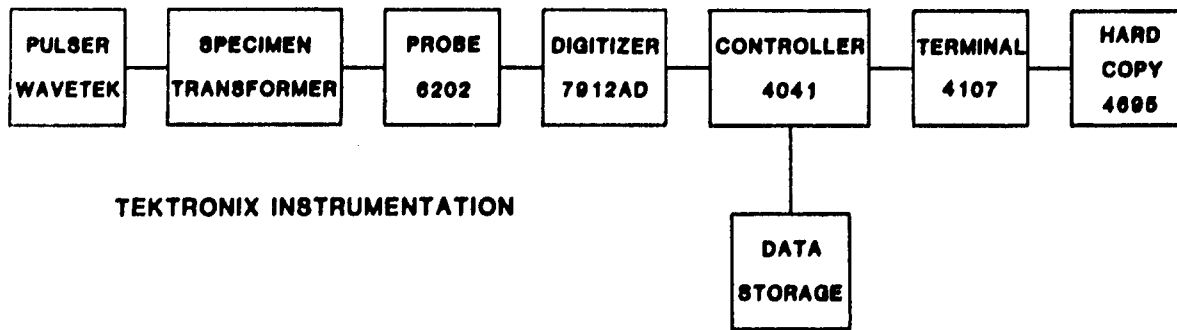 PULSER
WAVETEK
SPECIMEN
TRANSFORMER
PROBE
6202
DIGITIZER
7912AD
CONTROLLER
4041
TERMINAL
4107
HARD
COPY
4695
TEKTRONIX INSTRUMENTATION
DATA
STORAGE